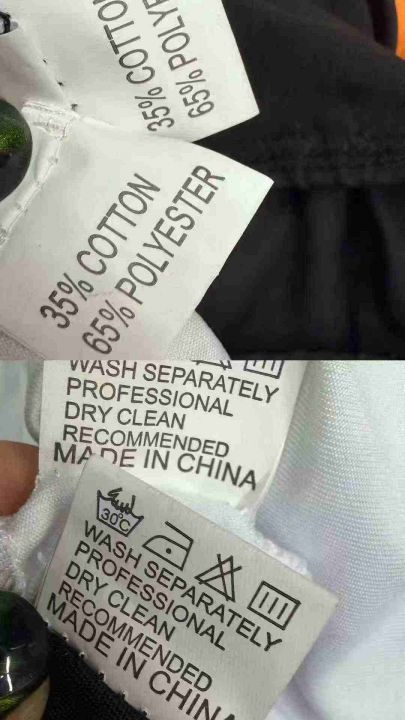 35% COTTON
65% POLYE
35% COTTON
65% POLYESTER
WASH SEPARATELY
PROFESSIONAL
DRY CLEAN
RECOMMENDED
MADE IN CHINA
30°C
WASH SEPARATELY
PROFESSIONAL
DRY CLEAN
RECOMMENDED
MADE IN CHINA